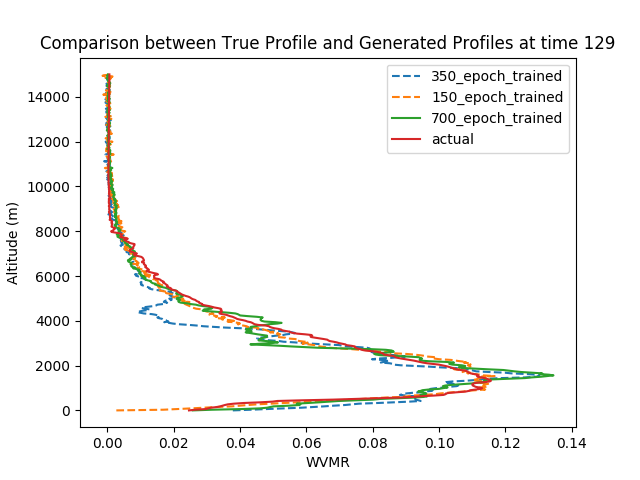 Comparison between True Profile and Generated Profiles at time 129
350_epoch_trained
150_epoch_trained
700_epoch_trained
actual
Altitude (m)
14000
12000
10000
8000
6000
4000
2000
0
0.00 0.02 0.04 0.06 0.08 0.10 0.12 0.14
WVMR